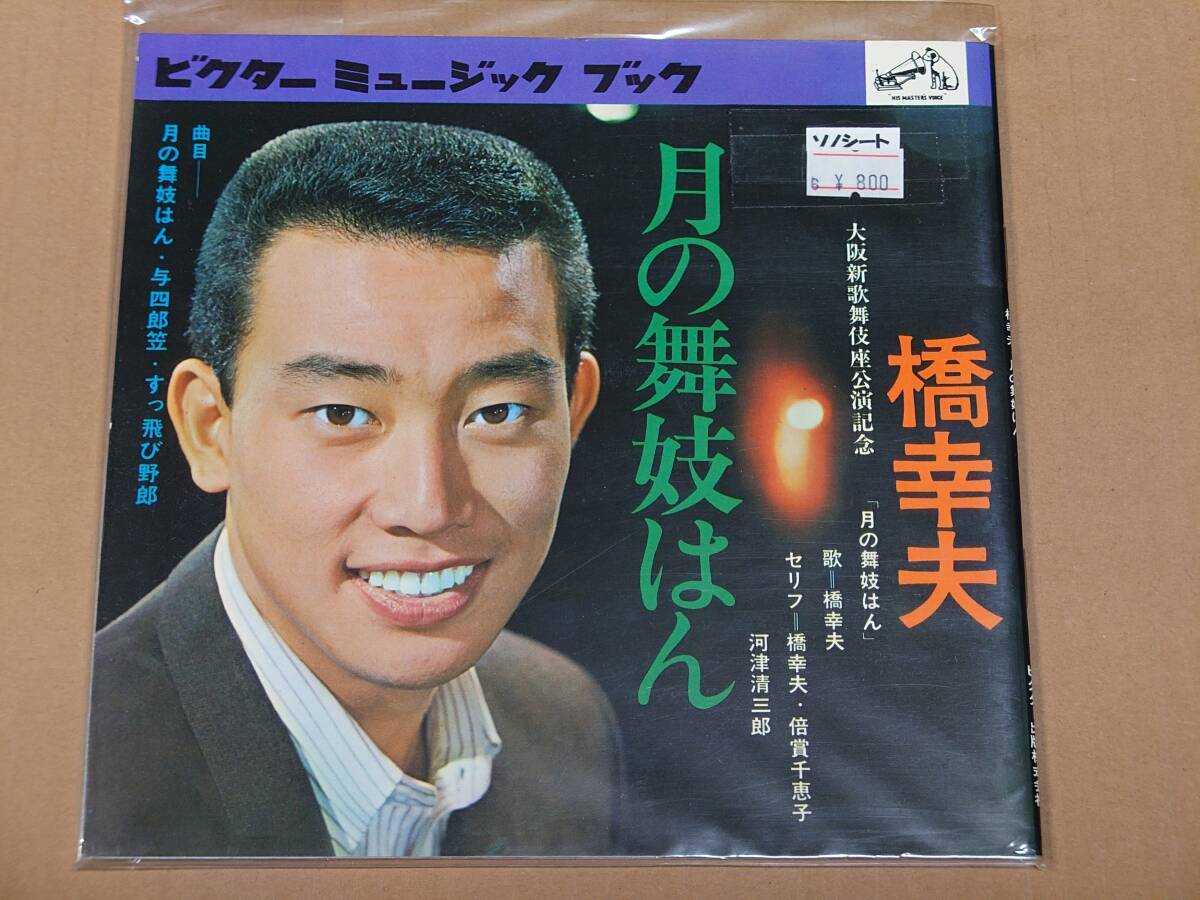 ビクター ミュージック ブック
"HIS MASTER'S VOICE"
ソノシート
6 ¥800
橋幸夫
大阪新歌舞伎座公演記念
月の舞妓はん
「月の舞妓はん」
歌＝橋幸夫
セリフ＝橋幸夫・倍賞千恵子
河津清三郎
曲目──
月の舞妓はん・与四郎笠・すっ飛び野郎